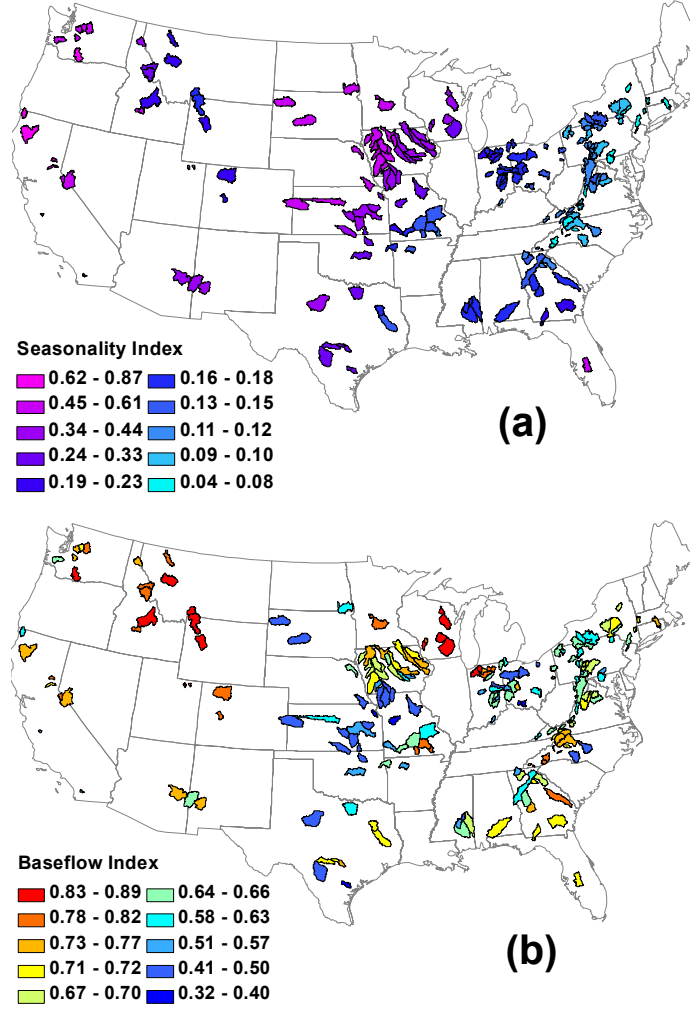 (a)
Seasonality Index
0.62 - 0.87 0.16 - 0.18
0.45 - 0.61 0.13 - 0.15
0.34 - 0.44 0.11 - 0.12
0.24 - 0.33 0.09 - 0.10
0.19 - 0.23 0.04 - 0.08
(b)
Baseflow Index
0.83 - 0.89 0.64 - 0.66
0.78 - 0.82 0.58 - 0.63
0.73 - 0.77 0.51 - 0.57
0.71 - 0.72 0.41 - 0.50
0.67 - 0.70 0.32 - 0.40